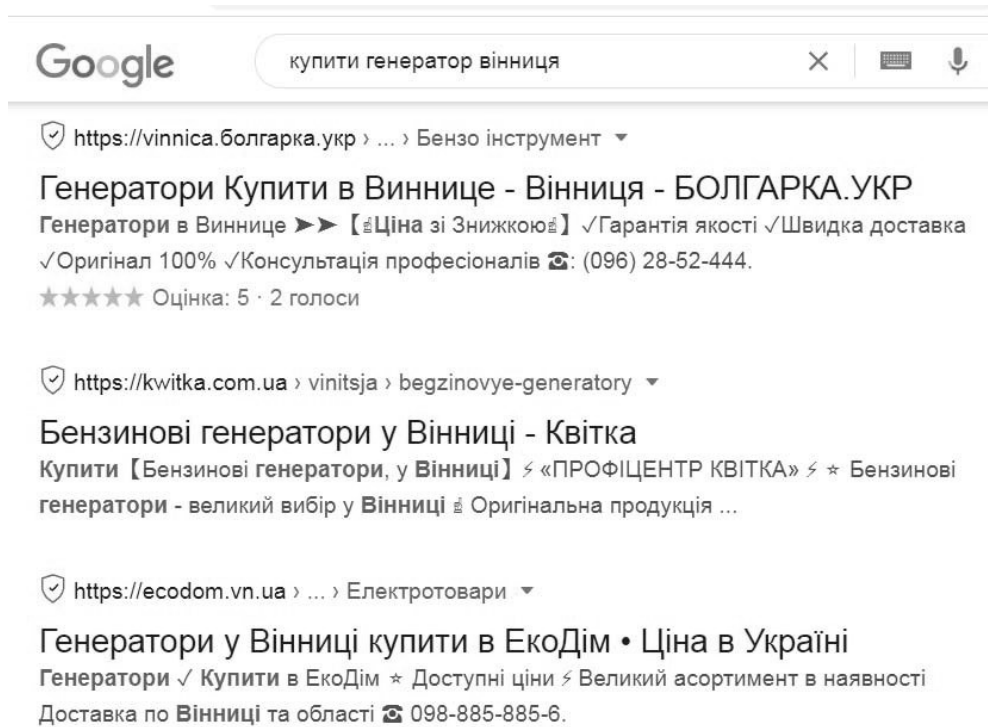 Google
купити генератор вінниця
https://vinnica.болгарка.укр › ... › Бензо інструмент
Генератори Купити в Виннице - Вінниця - БОЛГАРКА.УКР
Генератори в Виннице ➤➤【☝Ціна зі Знижкою☝】✓Гарантія якості ✓Швидка доставка
✓Оригінал 100% ✓Консультація професіоналів ☎: (096) 28-52-444.
★★★★★ Оцінка: 5 · 2 голоси
https://kwitka.com.ua › vinitsja › begzinovye-generatory
Бензинові генератори у Вінниці - Квітка
Купити【Бензинові генератори, у Вінниці】⚡ «ПРОФІЦЕНТР КВІТКА» ⚡ ⭐ Бензинові
генератори - великий вибір у Вінниці ☝ Оригінальна продукція ...
https://ecodom.vn.ua › ... › Електротовари
Генератори у Вінниці купити в ЕкоДім • Ціна в Україні
Генератори ✓ Купити в ЕкоДім ⭐ Доступні ціни ⚡ Великий асортимент в наявності
Доставка по Вінниці та області ☎ 098-885-885-6.